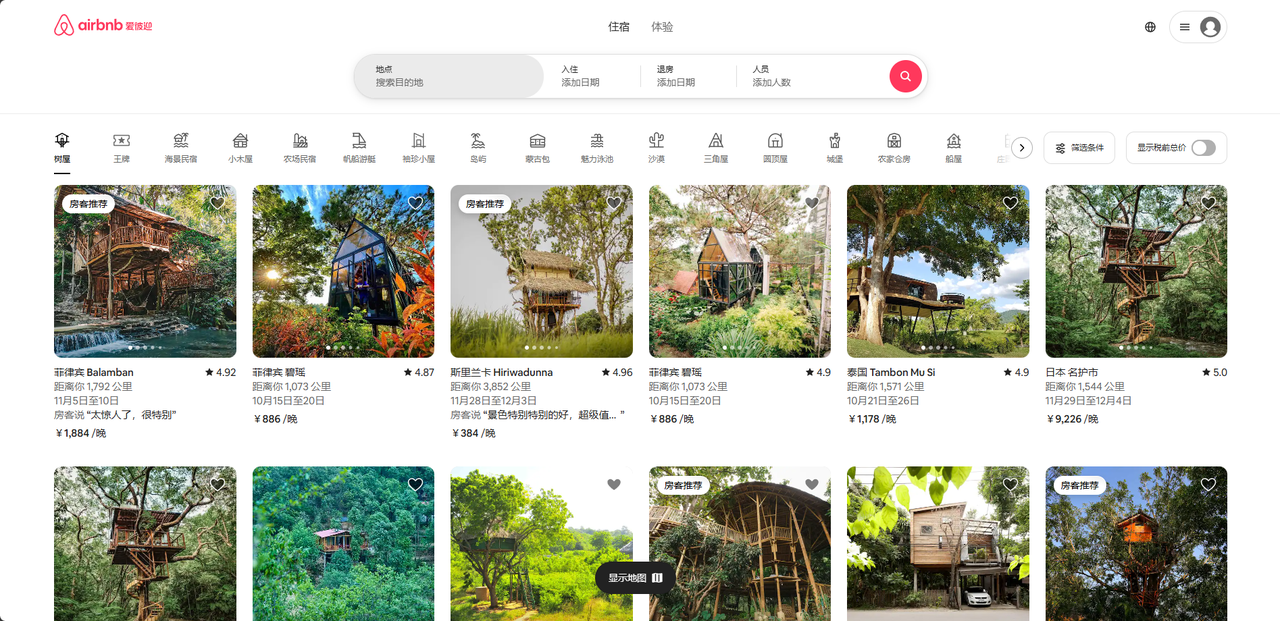 airbnb 爱彼迎
住宿
体验
地点
搜索目的地
入住
添加日期
退房
添加日期
人员
添加人数
树屋
王牌
海景民宿
小木屋
农场民宿
帆船游艇
袖珍小屋
岛屿
蒙古包
魅力泳池
沙漠
三角屋
圆顶屋
城堡
农家仓房
船屋
筛选条件
显示税前总价
房客推荐
菲律宾 Balamban
4.92
距离你 1,792 公里
11月5日至10日
房客说 “太惊人了，很特别”
￥1,884 /晚
菲律宾 碧瑶
4.87
距离你 1,073 公里
10月15日至20日
￥886 /晚
房客推荐
斯里兰卡 Hiriwadunna
4.96
距离你 3,852 公里
11月28日至12月3日
房客说 “景色特别特别的好，超级值... ”
￥384 /晚
菲律宾 碧瑶
4.9
距离你 1,073 公里
10月15日至20日
￥886 /晚
泰国 Tambon Mu Si
4.9
距离你 1,571 公里
10月21日至26日
￥1,178 /晚
日本 名护市
5.0
距离你 1,544 公里
11月29日至12月4日
￥9,226 /晚
房客推荐
房客推荐
显示地图